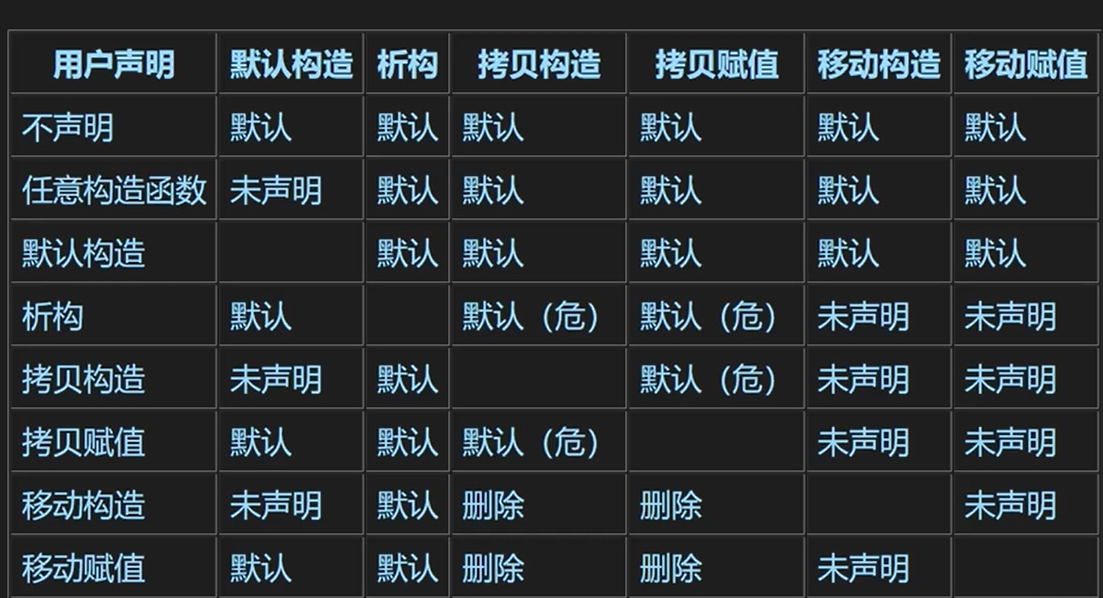 用户声明 默认构造 析构 拷贝构造 拷贝赋值 移动构造 移动赋值
不声明 默认 默认 默认 默认 默认 默认
任意构造函数 未声明 默认 默认 默认 默认 默认
默认构造 默认 默认 默认 默认 默认
析构 默认 默认（危） 默认（危） 未声明 未声明
拷贝构造 未声明 默认 默认（危） 未声明 未声明
拷贝赋值 默认 默认 默认（危） 未声明 未声明
移动构造 未声明 默认 删除 删除 未声明
移动赋值 默认 默认 删除 删除 未声明